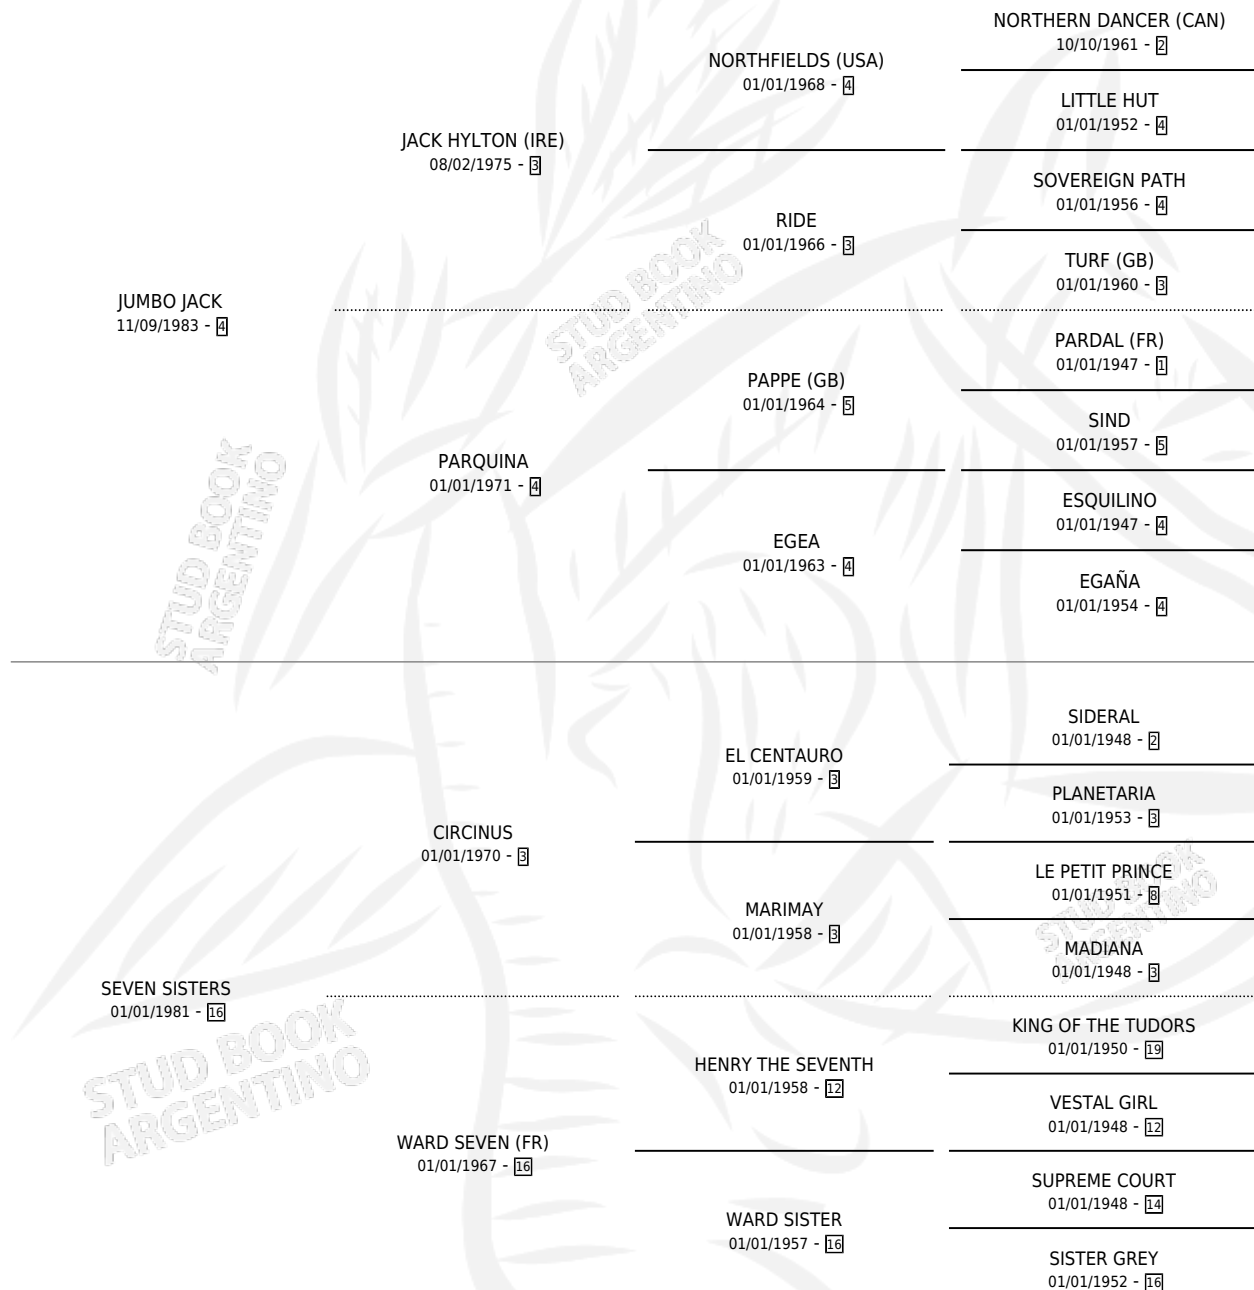 NORTHERN DANCER (CAN)
10/10/1961 - 2
NORTHFIELDS (USA)
01/01/1968 - 4
LITTLE HUT
01/01/1952 - 4
JACK HYLTON (IRE)
08/02/1975 - 3
SOVEREIGN PATH
01/01/1956 - 4
RIDE
01/01/1966 - 3
TURF (GB)
01/01/1960 - 3
JUMBO JACK
11/09/1983 - 4
PARDAL (FR)
01/01/1947 - 1
PAPPE (GB)
01/01/1964 - 5
SIND
01/01/1957 - 5
PARQUINA
01/01/1971 - 4
ESQUILINO
01/01/1947 - 4
EGEA
01/01/1963 - 4
EGAÑA
01/01/1954 - 4
SIDERAL
01/01/1948 - 2
EL CENTAURO
01/01/1959 - 3
PLANETARIA
01/01/1953 - 3
CIRCINUS
01/01/1970 - 3
LE PETIT PRINCE
01/01/1951 - 8
MARIMAY
01/01/1958 - 3
MADIANA
01/01/1948 - 3
SEVEN SISTERS
01/01/1981 - 16
KING OF THE TUDORS
01/01/1950 - 19
HENRY THE SEVENTH
01/01/1958 - 12
VESTAL GIRL
01/01/1948 - 12
WARD SEVEN (FR)
01/01/1967 - 16
SUPREME COURT
01/01/1948 - 14
WARD SISTER
01/01/1957 - 16
SISTER GREY
01/01/1952 - 16
STUD BOOK
ARGENTINO
STUD BOOK
ARGENTINO
STUD BOOK
ARGENTINO
STUD BOOK
ARGENTINO